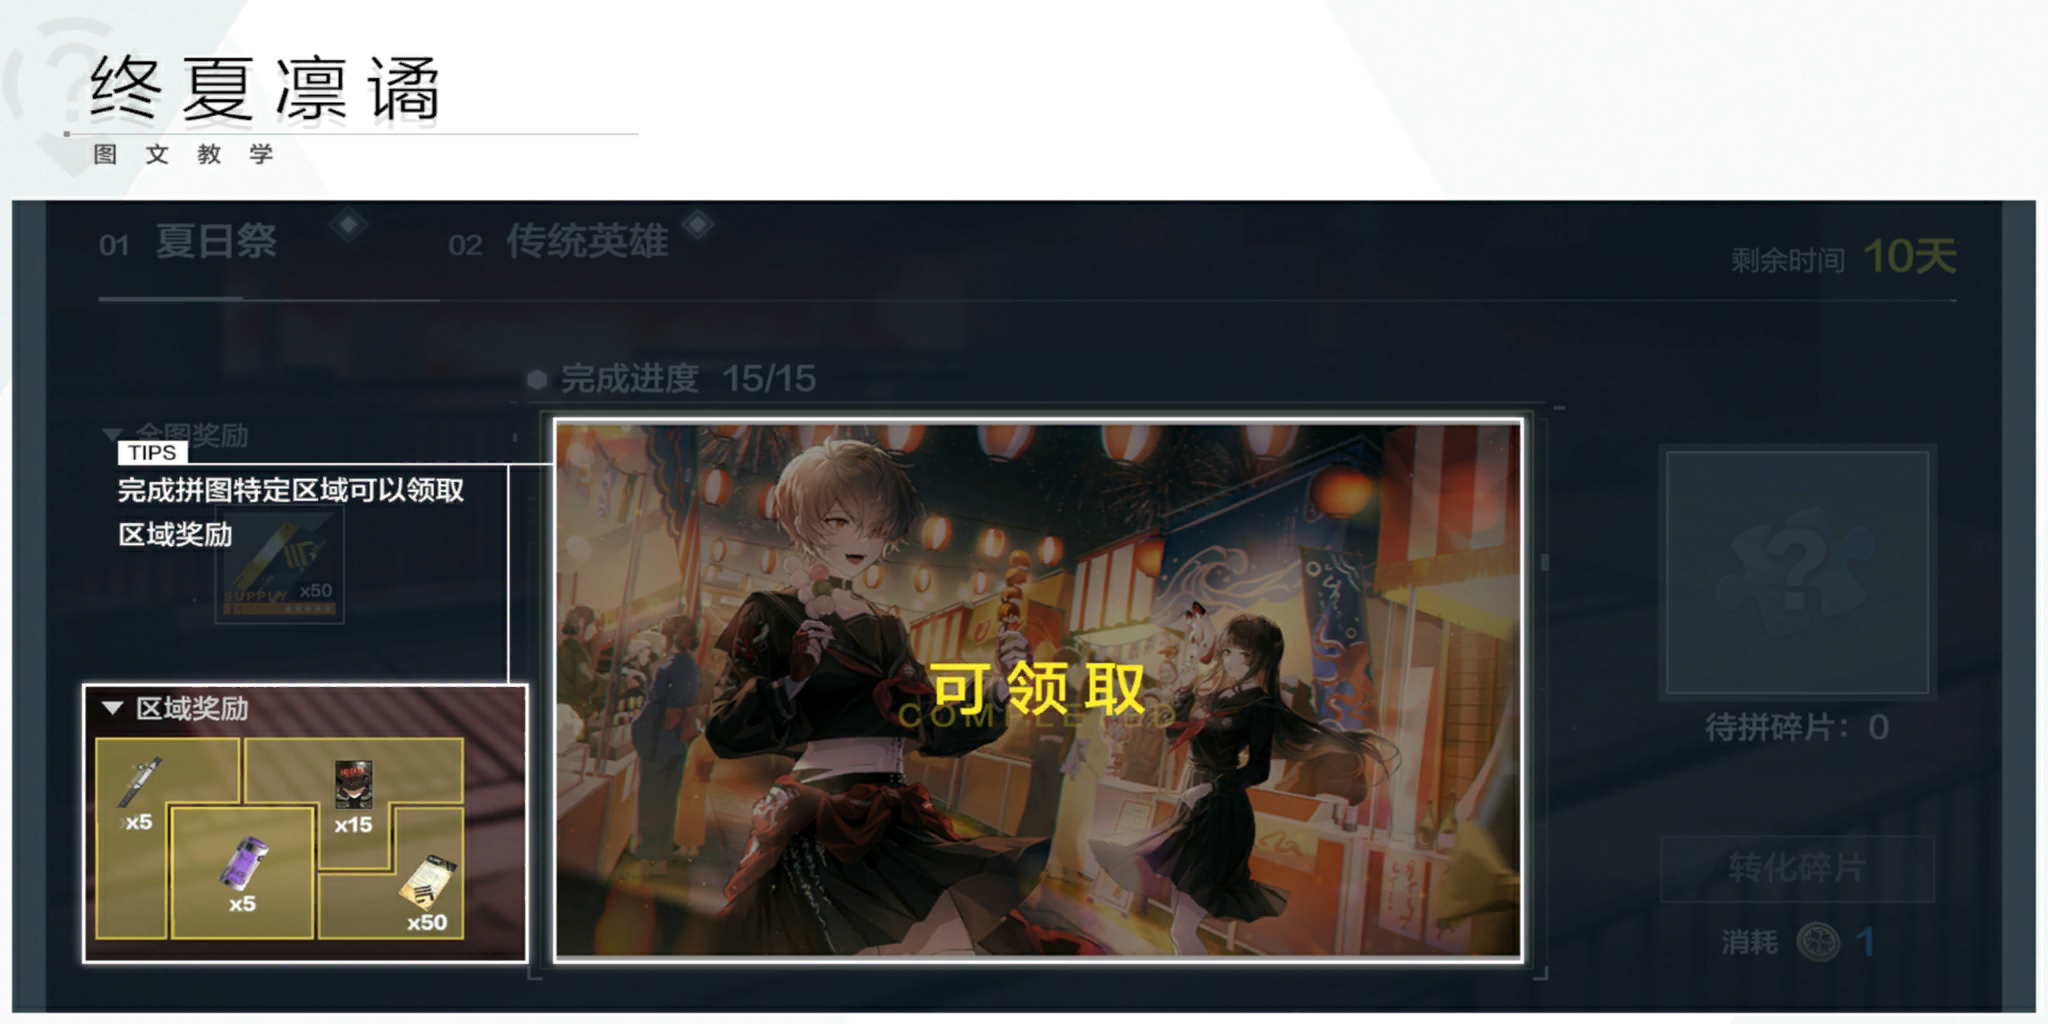 终夏凛谲
图文教学
01 夏日祭
02 传统英雄
剩余时间 10天
完成进度 15/15
全图奖励
TIPS
完成拼图特定区域可以领取
区域奖励
SUPPLY x50
区域奖励
x5
x15
x5
x50
可领取
COMPLETED
待拼碎片：0
转化碎片
消耗 1